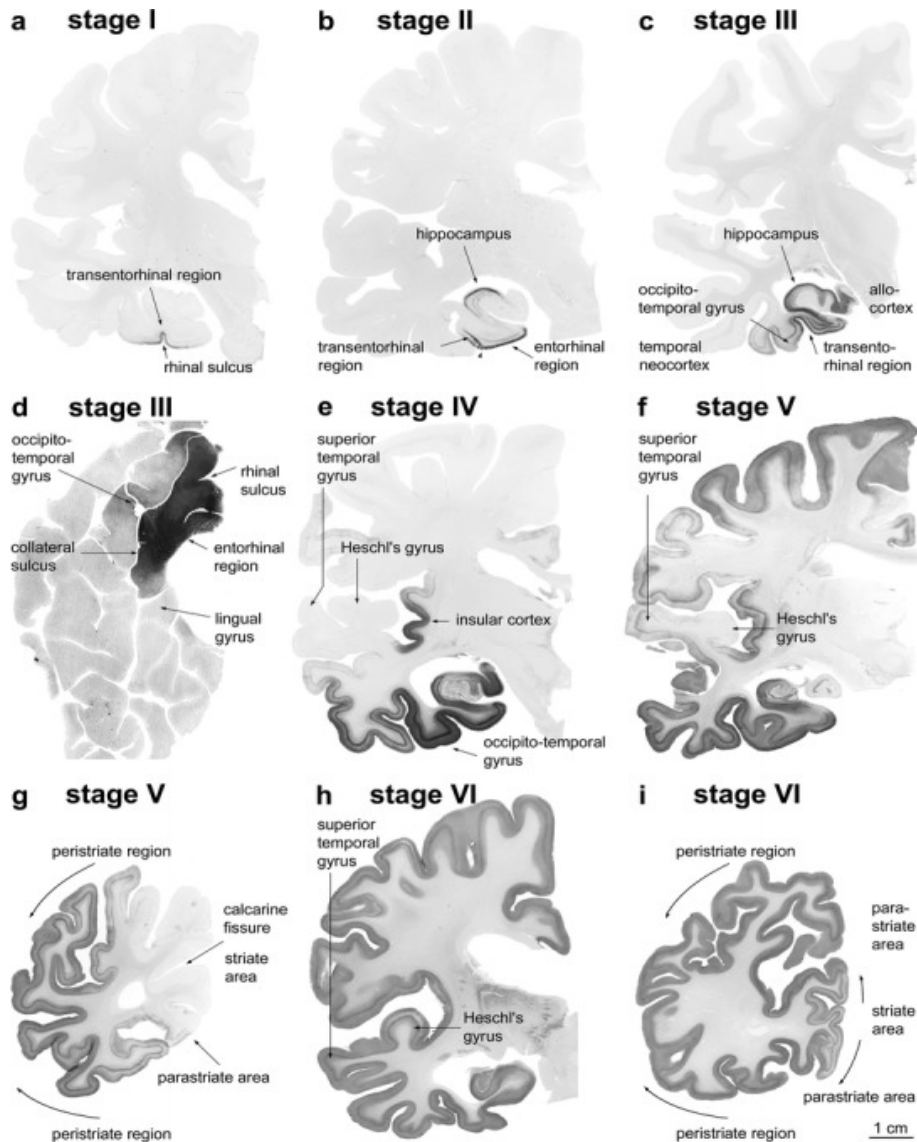 a stage I
transentorhinal region
rhinal sulcus
b stage II
hippocampus
transentorhinal
region
entorhinal
region
c stage III
hippocampus
occipito-
temporal gyrus
allo-
cortex
temporal
neocortex
transento-
rhinal region
d stage III
occipito-
temporal
gyrus
rhinal
sulcus
collateral
sulcus
entorhinal
region
lingual
gyrus
e stage IV
superior
temporal
gyrus
Heschl's gyrus
insular cortex
occipito-temporal
gyrus
f stage V
superior
temporal
gyrus
Heschl's
gyrus
g stage V
peristriate region
calcarine
fissure
striate
area
parastriate area
peristriate region
h stage VI
superior
temporal
gyrus
Heschl's
gyrus
i stage VI
peristriate region
para-
striate
area
striate
area
parastriate area
peristriate region
1 cm